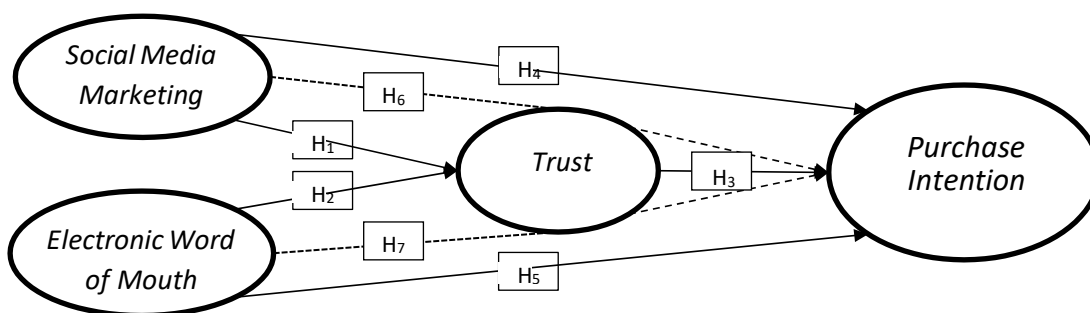 Social Media
Marketing
H4
H6
H1
Trust
H3
Purchase
Intention
H2
Electronic Word
of Mouth
H7
H5